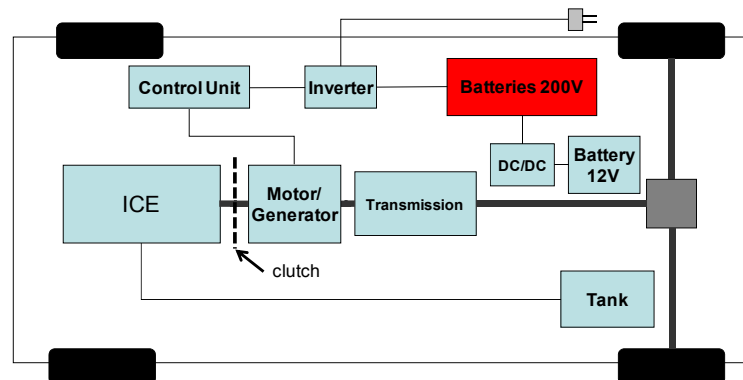 Control Unit
Inverter
Batteries 200V
DC/DC
Battery
12V
ICE
Motor/
Generator
Transmission
clutch
Tank